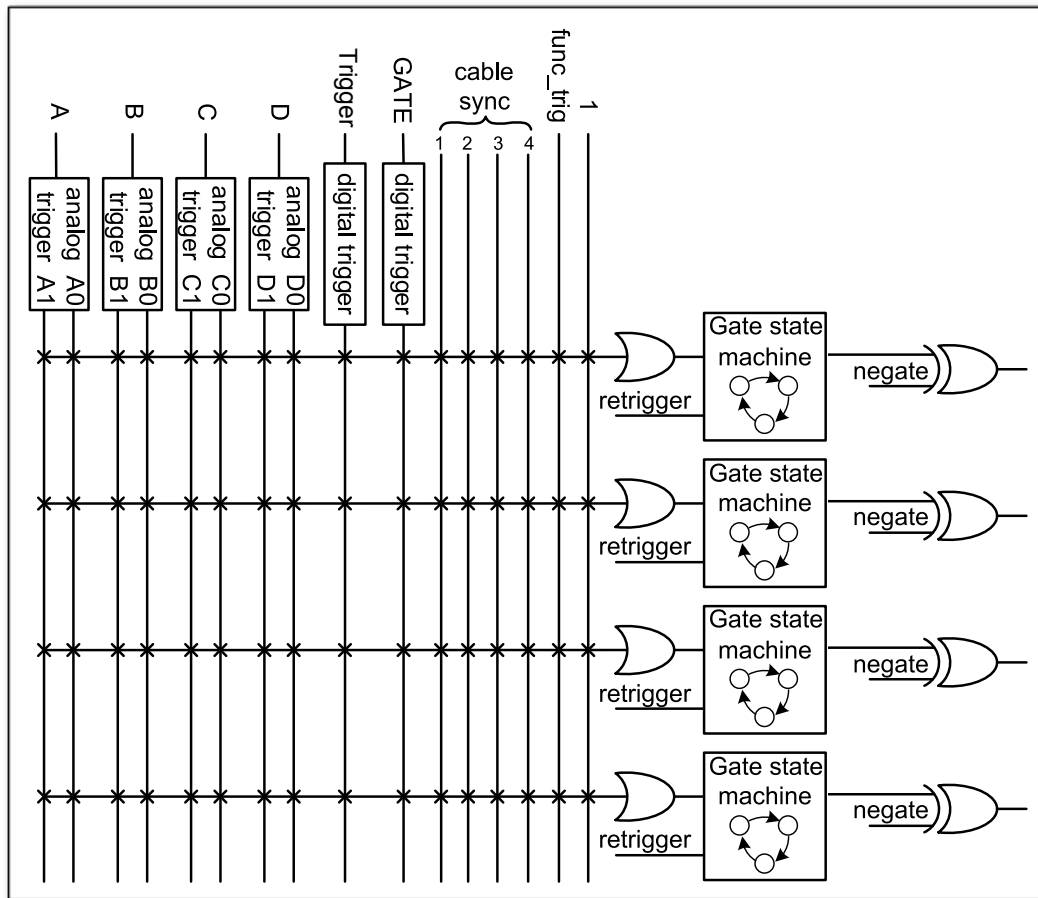 A
B
C
D
Trigger
GATE
cable
sync
1
2
3
4
func_trig
1
analog A0
trigger A1
analog B0
trigger B1
analog C0
trigger C1
analog D0
trigger D1
digital trigger
digital trigger
Gate state
machine
retrigger
negate
Gate state
machine
retrigger
negate
Gate state
machine
retrigger
negate
Gate state
machine
retrigger
negate